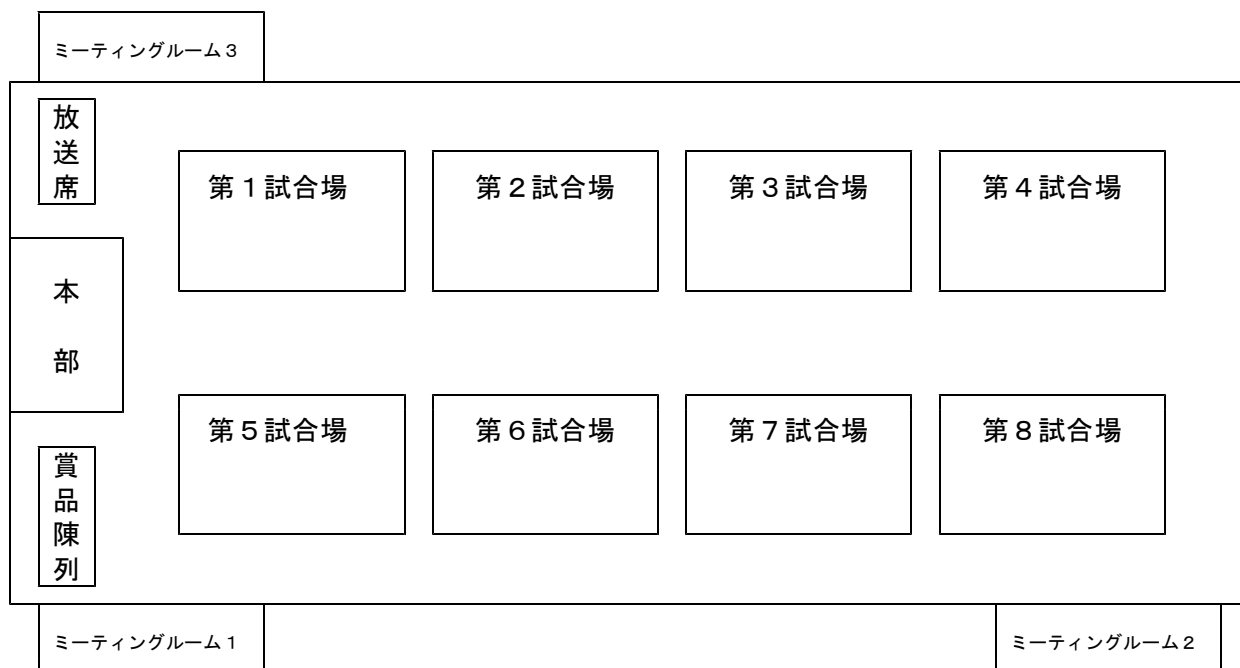 ミーティングルーム３
放送席
第１試合場
第２試合場
第３試合場
第４試合場
本部
第５試合場
第６試合場
第７試合場
第８試合場
賞品陳列
ミーティングルーム１
ミーティングルーム２